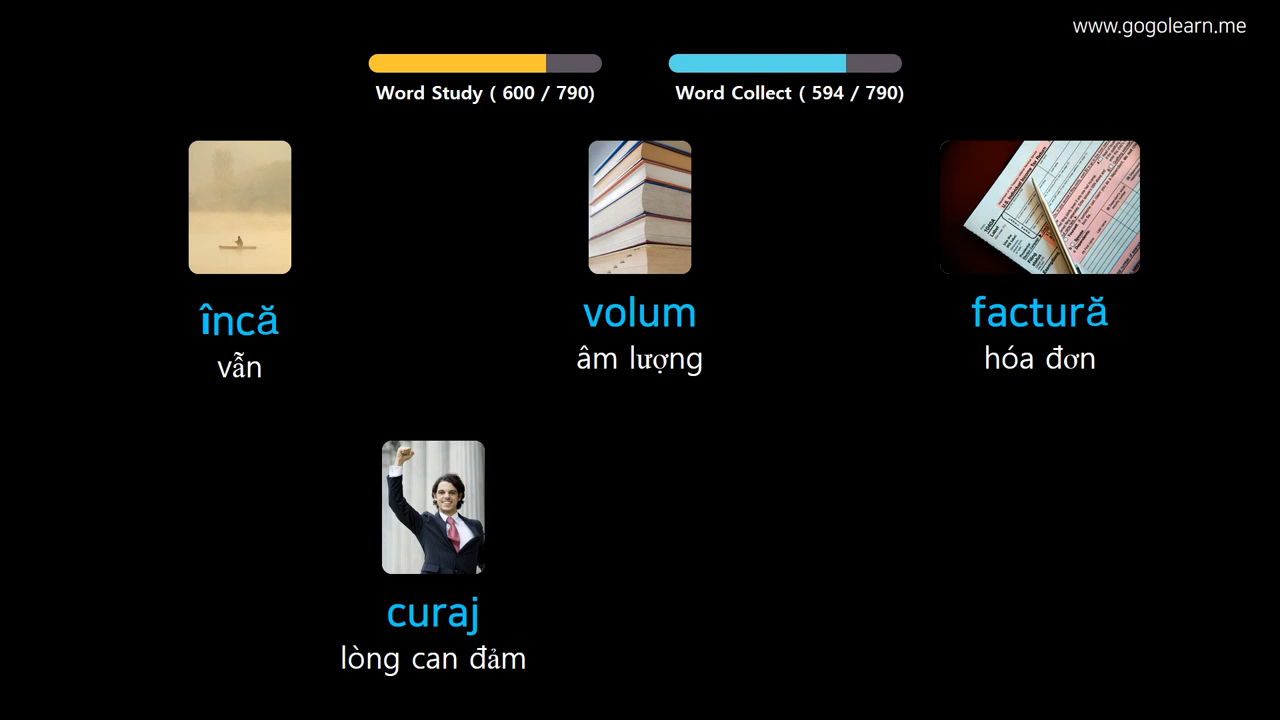 www.gogolearn.me
Word Study ( 600 / 790)
Word Collect ( 594 / 790)
încă
vẫn
volum
âm lượng
factură
hóa đơn
curaj
lòng can đảm